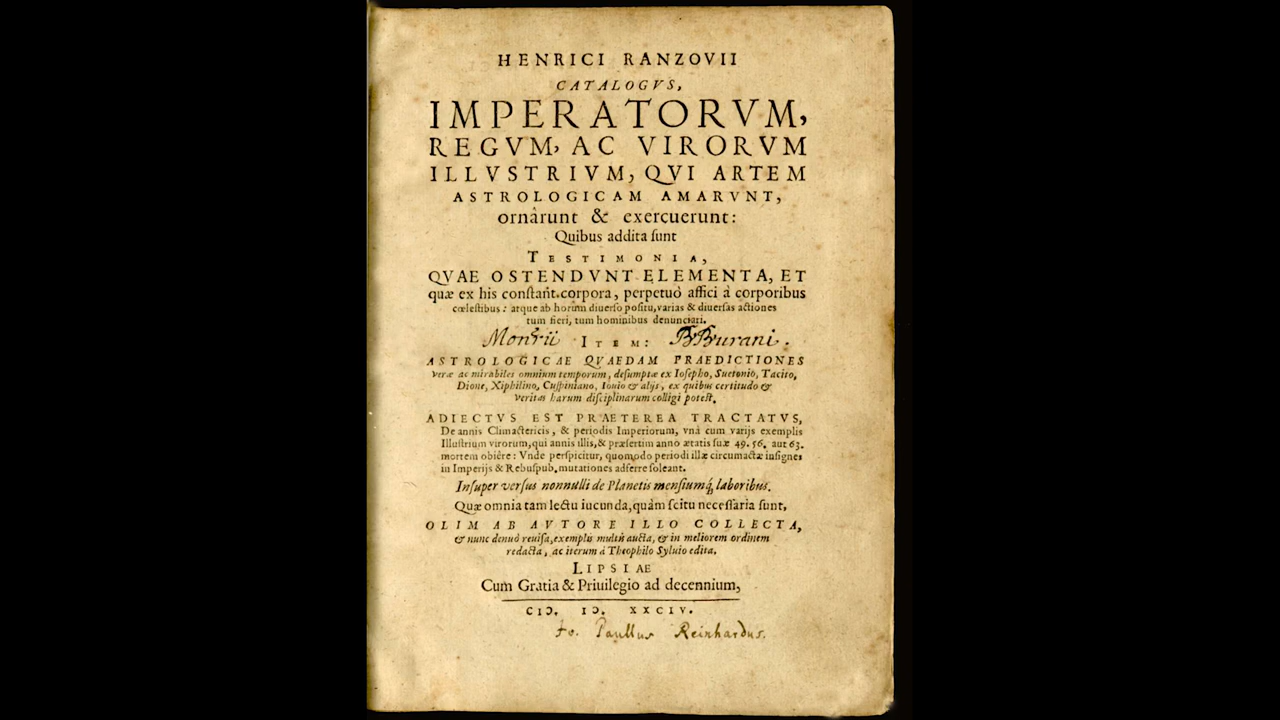 HENRICI RANZOVII
CATALOGVS,
IMPERATORVM,
REGVM, AC VIRORVM
ILLVSTRIVM, QVI ARTEM
ASTROLOGICAM AMARVNT,
ornârunt & exercuerunt:
Quibus addita ſunt
TESTIMONIA,
QVAE OSTENDVNT ELEMENTA, ET
quæ ex his conſtant corpora, perpetuò affici à corporibus
cœleſtibus: atque ab horum diuerſo poſitu, varias & diuerſas actiones
tum fieri, tum hominibus denunciari.
ITEM: Burani.
ASTROLOGICAE QVAEDAM PRAEDICTIONES
veræ ac mirabiles omnium temporum, deſumptæ ex Ioſepho, Suetonio, Tacito,
Dione, Xiphilino, Cuſpiniano, Iouio & alijs, ex quibus certitudo &
veritas harum diſciplinarum colligi poteſt.
ADIECTVS EST PRAETEREA TRACTATVS,
De annis Climactericis, & periodis Imperiorum, vnà cum varijs exemplis
Illuſtrium virorum, qui annis illis, & præſertim anno ætatis ſuæ 49. 56. aut 63.
mortem obiêre: Vnde perſpicitur, quomodo periodi illæ circumactæ inſignes
in Imperijs & Rebuſpub. mutationes adferre ſoleant.
Inſuper verſus nonnulli de Planetis menſiumq́ laboribus.
Quæ omnia tam lectu iucunda, quàm ſcitu neceſſaria ſunt,
OLIM AB AVTORE ILLO COLLECTA,
& nunc denuò reuiſa, exemplis multis aucta, & in meliorem ordinem
redacta, ac iterum à Theophilo Syluio edita.
LIPSIAE
Cum Gratia & Priuilegio ad decennium,
CIↃ. IↃ. XXCIV.
Jo. Paullus Reinhardus.